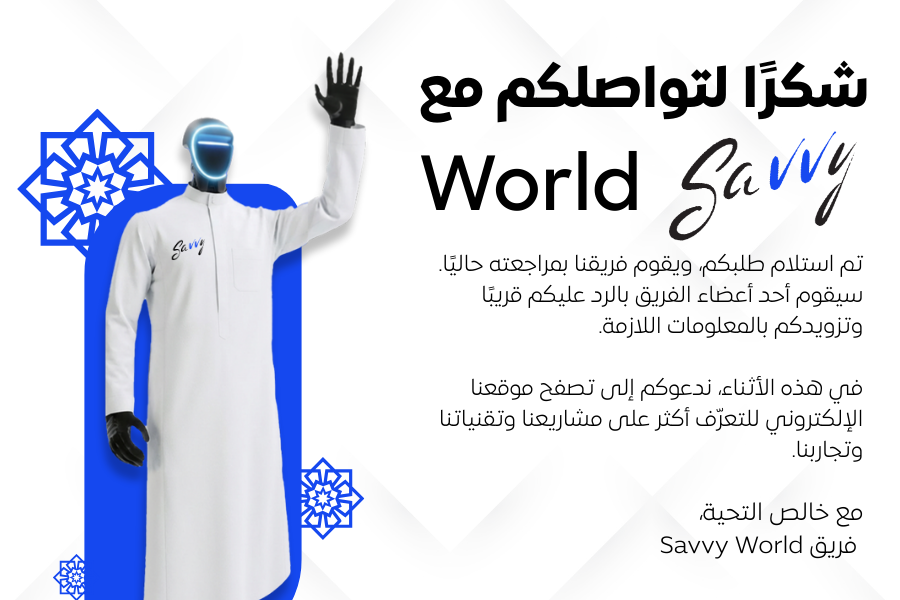 شكرًا لتواصلكم مع
Savvy World
تم استلام طلبكم، ويقوم فريقنا بمراجعته حاليًا.
سيقوم أحد أعضاء الفريق بالرد عليكم قريبًا
وتزويدكم بالمعلومات اللازمة.
في هذه الأثناء، ندعوكم إلى تصفح موقعنا
الإلكتروني للتعرّف أكثر على مشاريعنا وتقنياتنا
وتجاربنا.
مع خالص التحية،
فريق Savvy World
Savvy